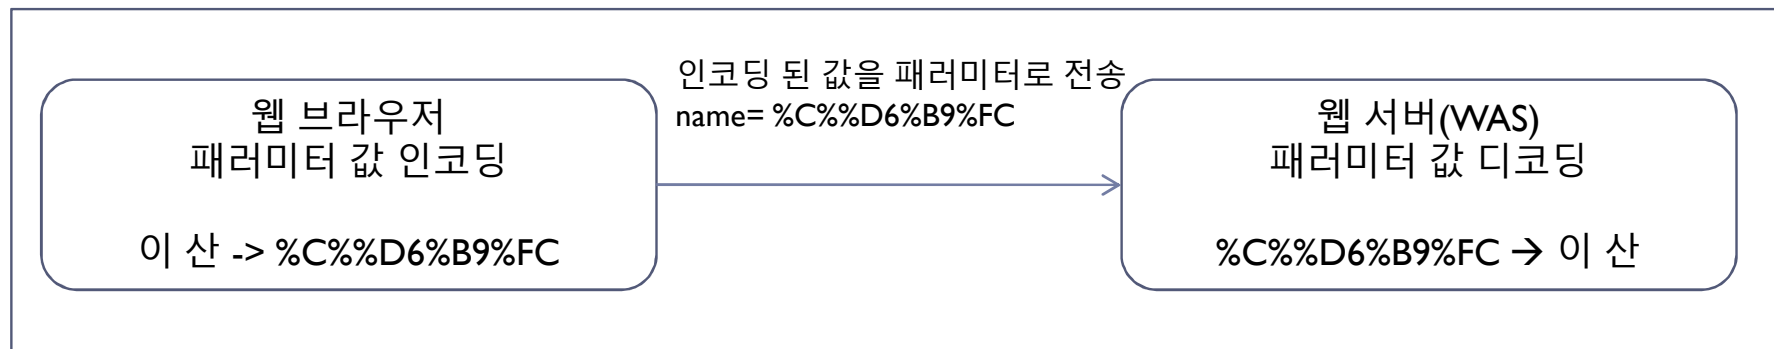 웹 브라우저
패러미터 값 인코딩
이 산 -> %C%%D6%B9%FC
인코딩 된 값을 패러미터로 전송
name= %C%%D6%B9%FC
웹 서버(WAS)
패러미터 값 디코딩
%C%%D6%B9%FC → 이 산